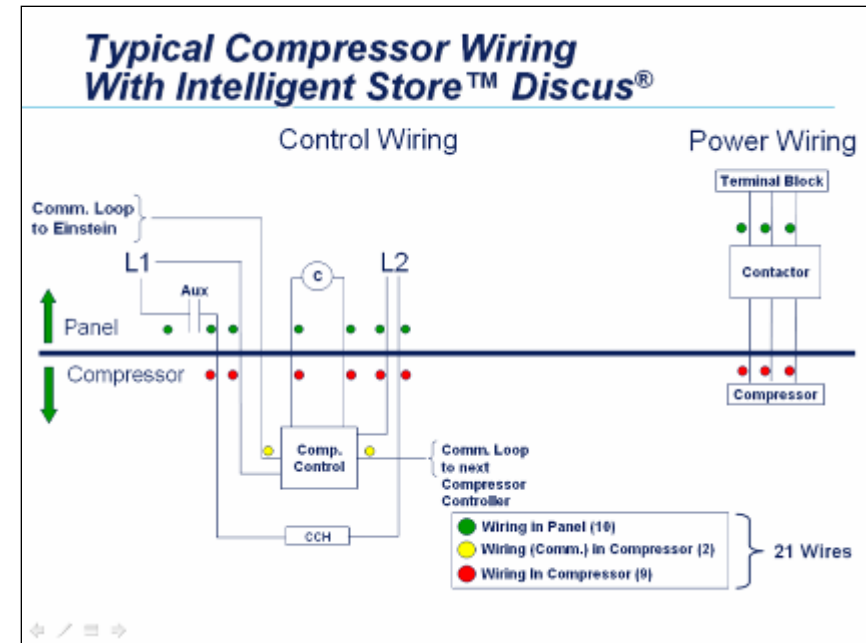 Typical Compressor Wiring
With Intelligent Store™ Discus®
Control Wiring
Power Wiring
Comm. Loop
to Einstein
L1
Aux
C
L2
Panel
Compressor
Comp.
Control
CCH
Comm. Loop
to next
Compressor
Controller
Terminal Block
Contactor
Compressor
Wiring in Panel (10)
Wiring (Comm.) in Compressor (2)
Wiring In Compressor (9)
21 Wires